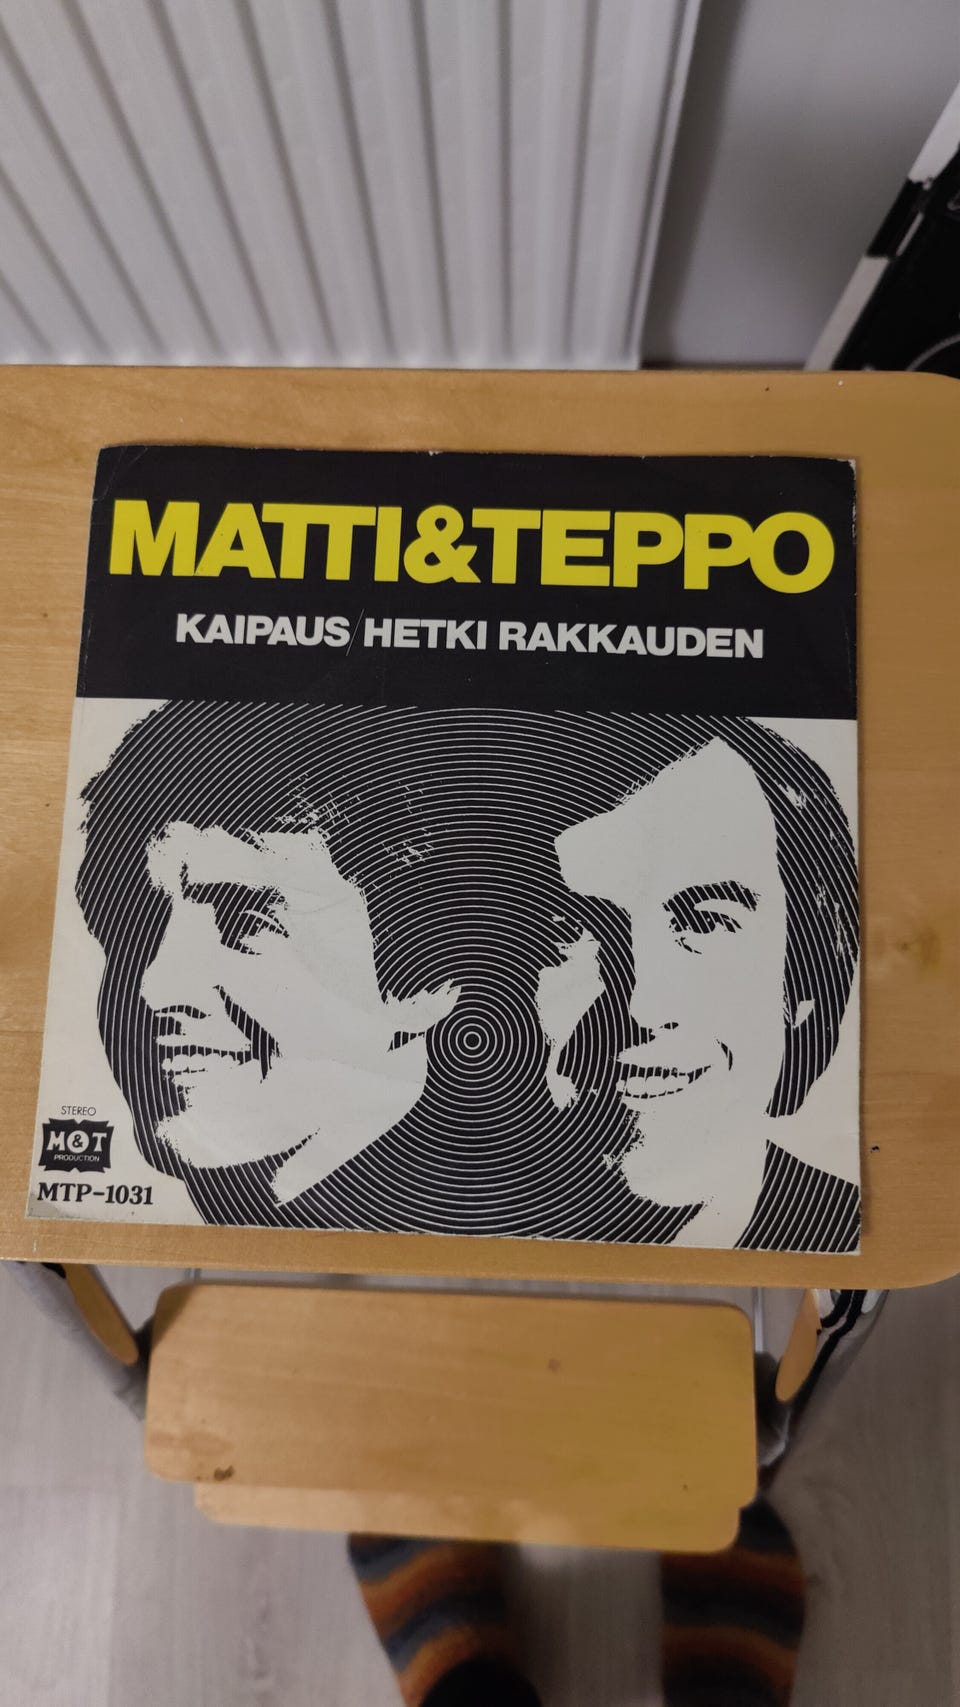 MATTI&TEPPO
KAIPAUS/HETKI RAKKAUDEN
STEREO
M&T
PRODUCTION
MTP-1031